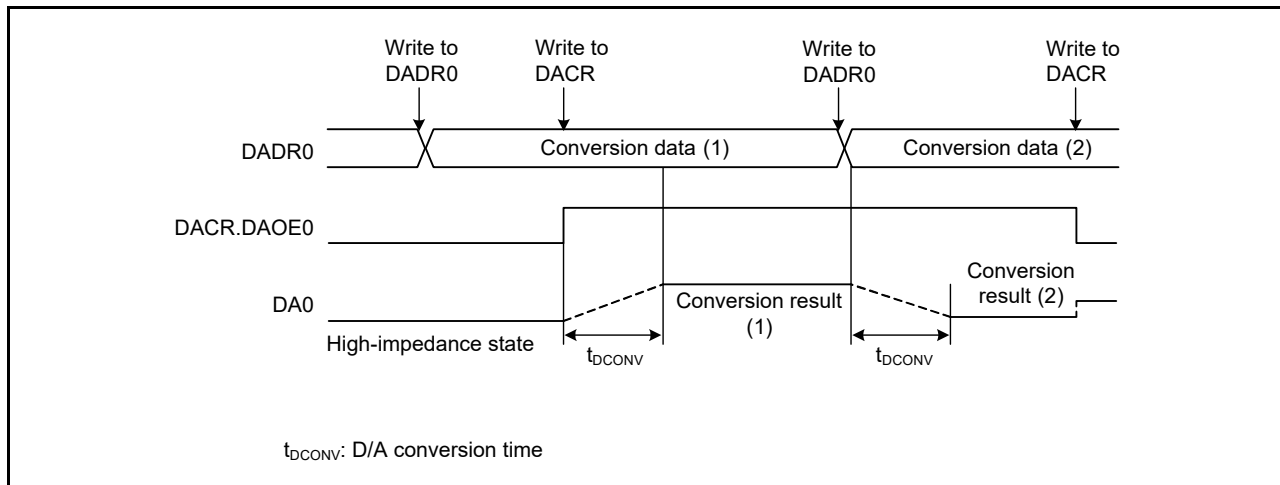 Write to
DADR0
Write to
DACR
Write to
DADR0
Write to
DACR
DADR0
Conversion data (1)
Conversion data (2)
DACR.DAOE0
DA0
Conversion result
(1)
Conversion
result (2)
High-impedance state
tDCONV
tDCONV
tDCONV: D/A conversion time